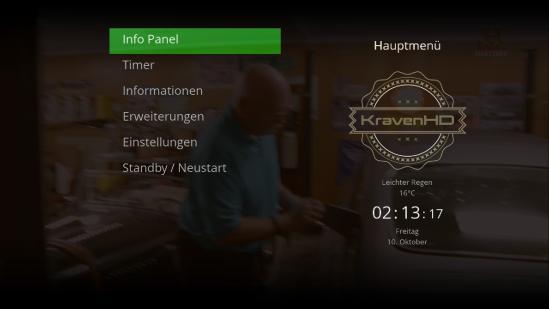 Info Panel
Timer
Informationen
Erweiterungen
Einstellungen
Standby / Neustart
Hauptmenü
KravenHD
Leichter Regen
16°C
02:13:17
Freitag
10. Oktober